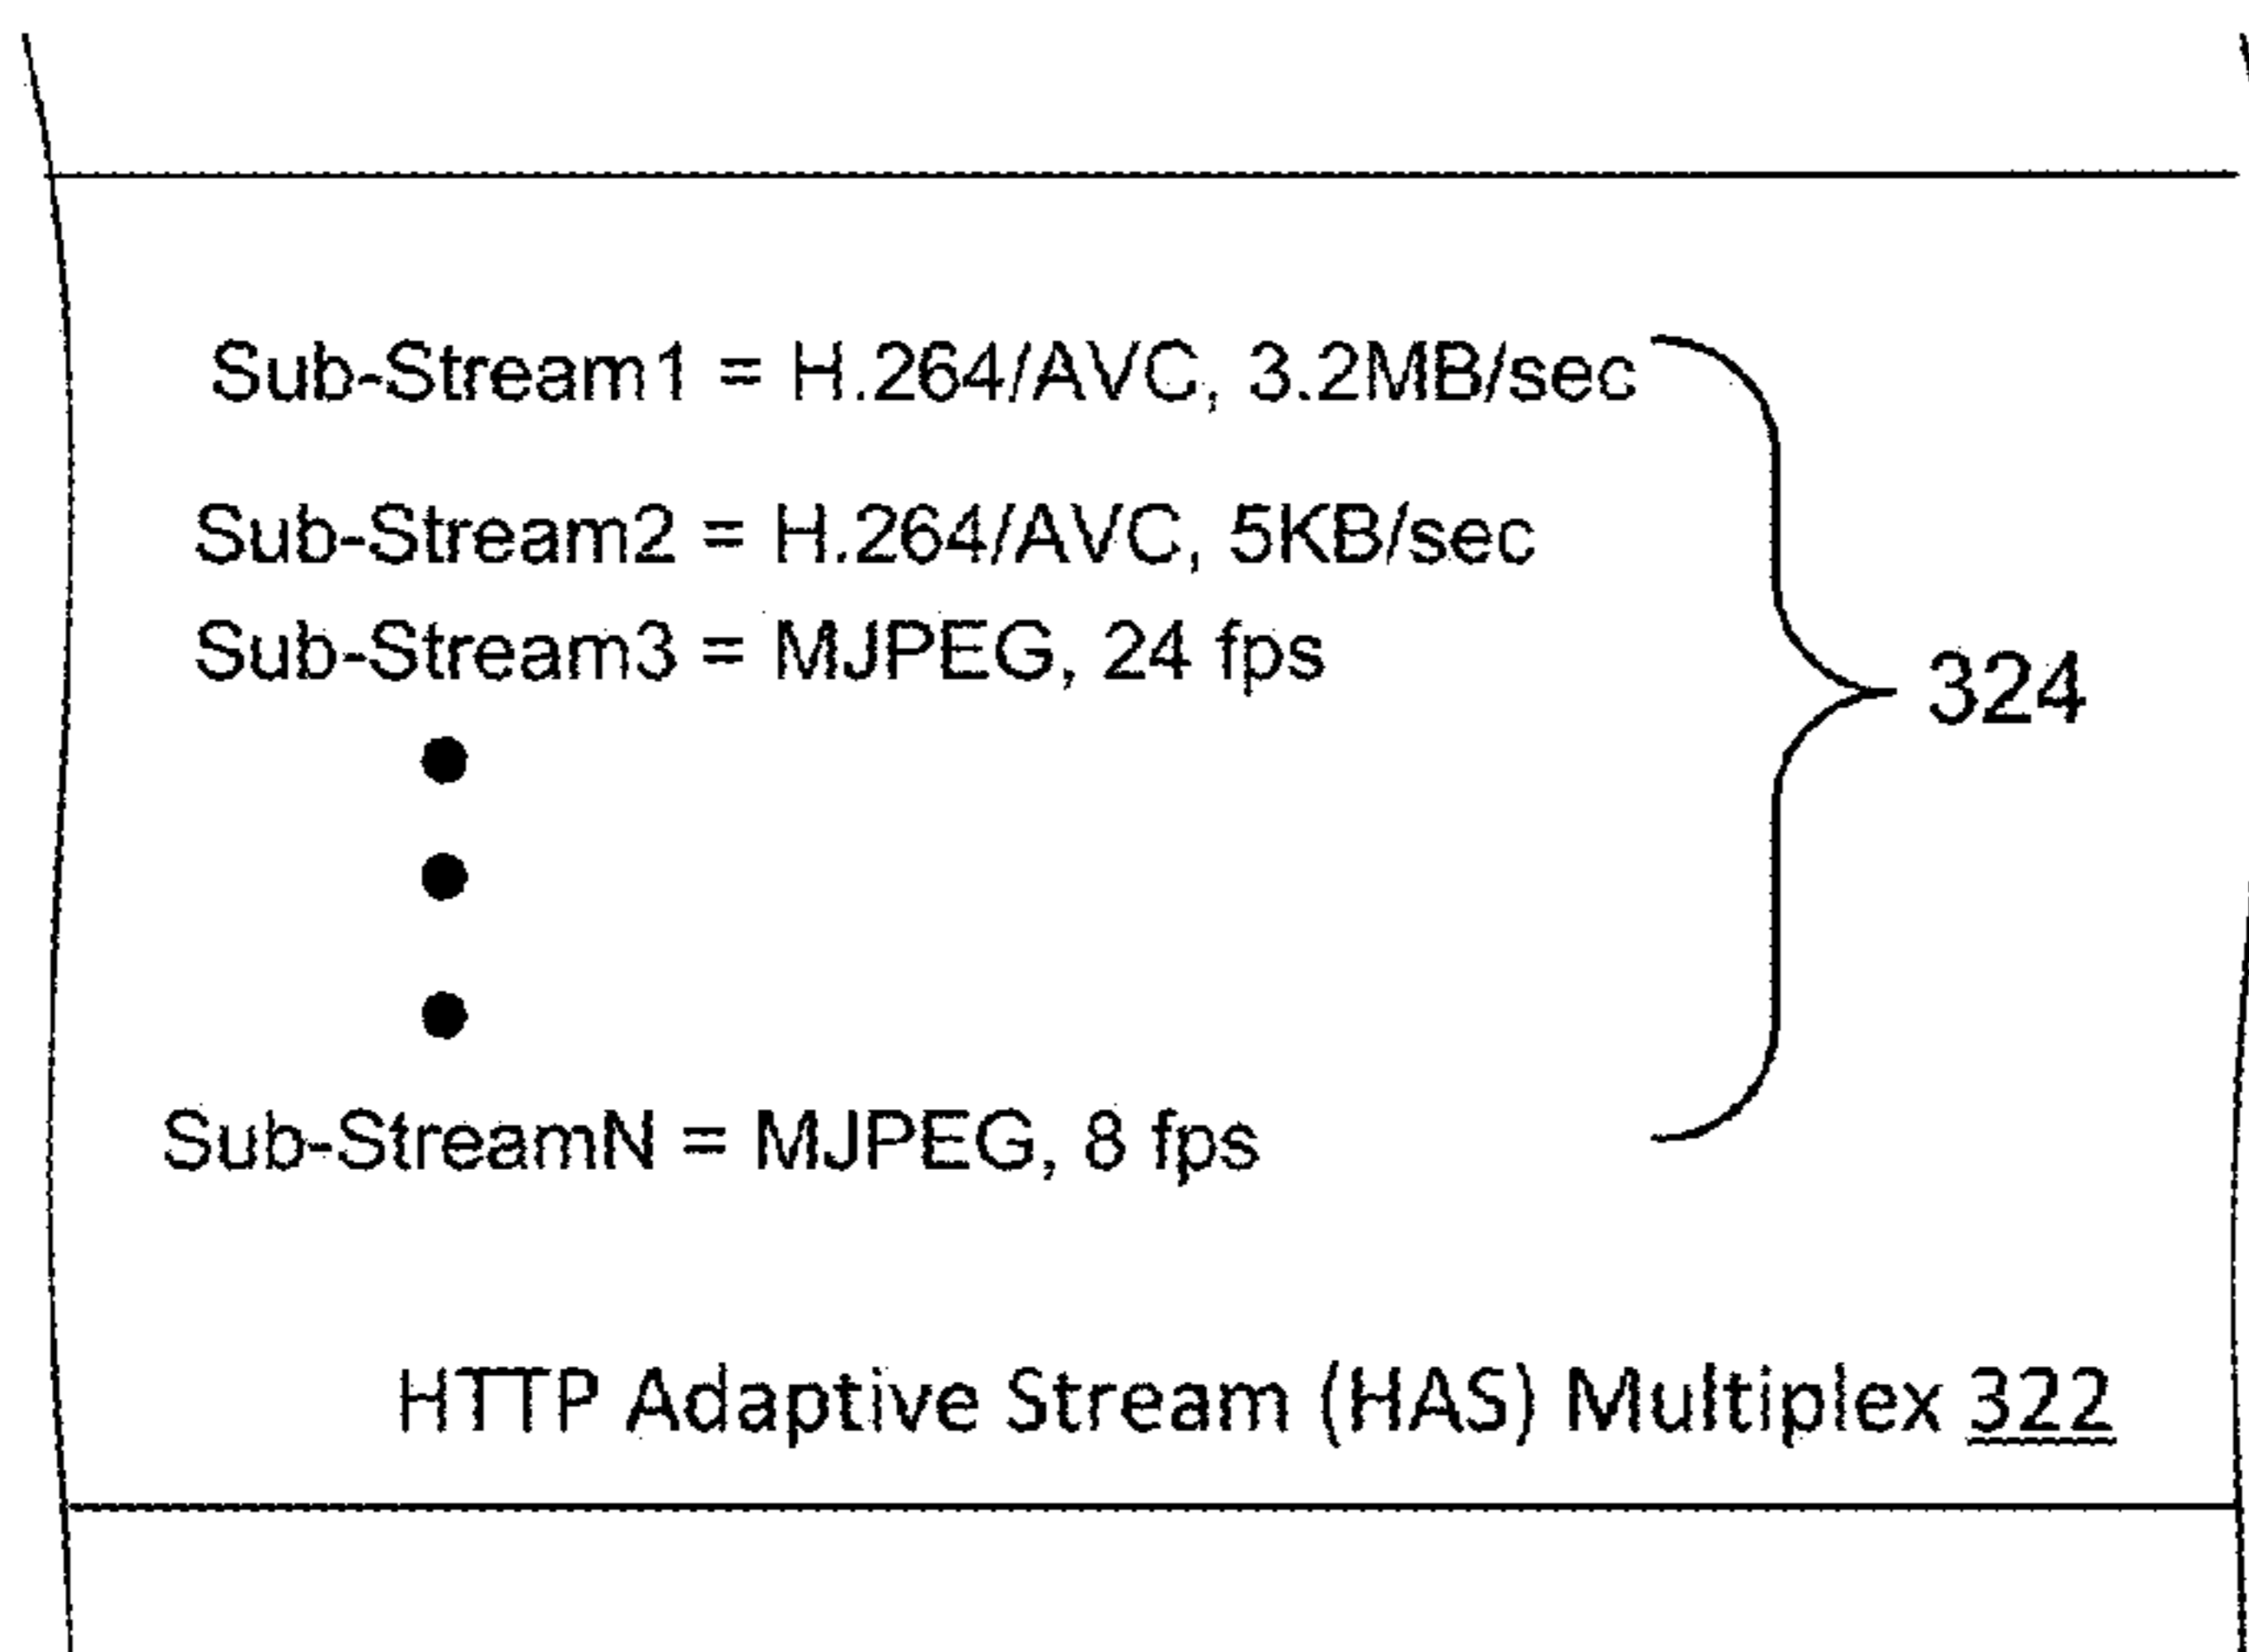 Sub-Stream1 = H.264/AVC, 3.2MB/sec
Sub-Stream2 = H.264/AVC, 5KB/sec
Sub-Stream3 = MJPEG, 24 fps
324
Sub-StreamN = MJPEG, 8 fps
HTTP Adaptive Stream (HAS) Multiplex 322